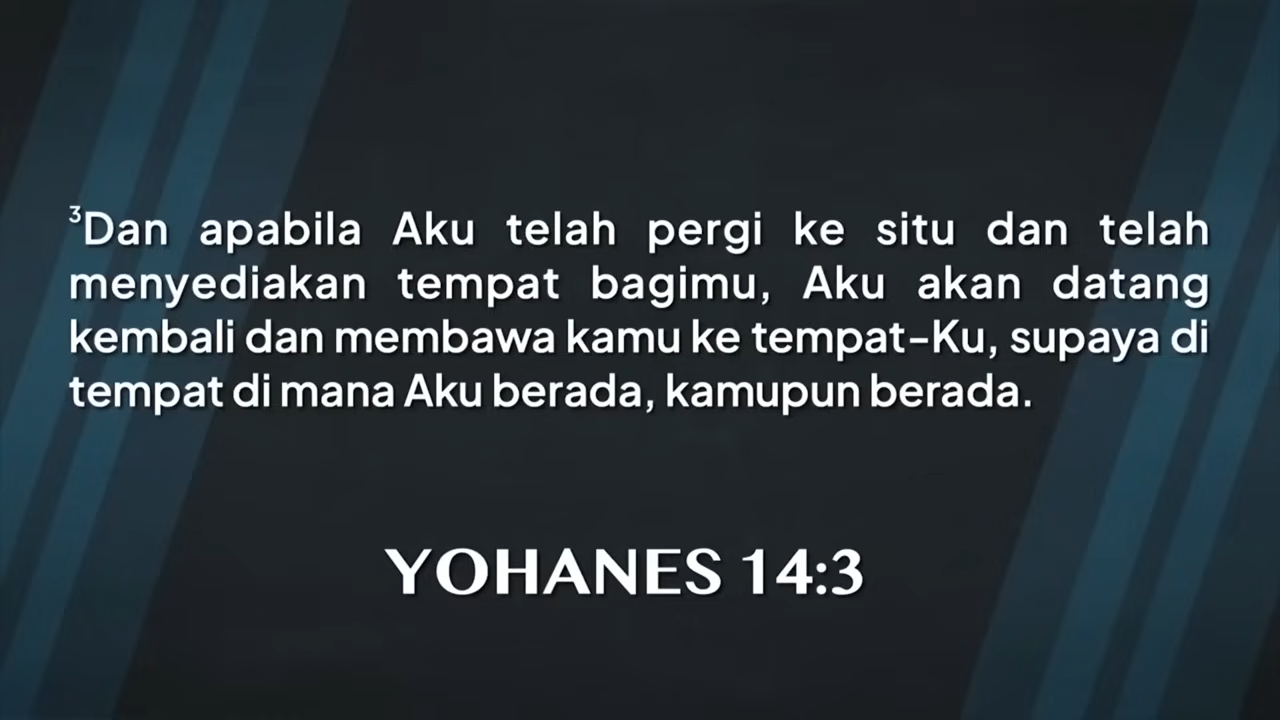 ³Dan apabila Aku telah pergi ke situ dan telah
menyediakan tempat bagimu, Aku akan datang
kembali dan membawa kamu ke tempat-Ku, supaya di
tempat di mana Aku berada, kamupun berada.
YOHANES 14:3